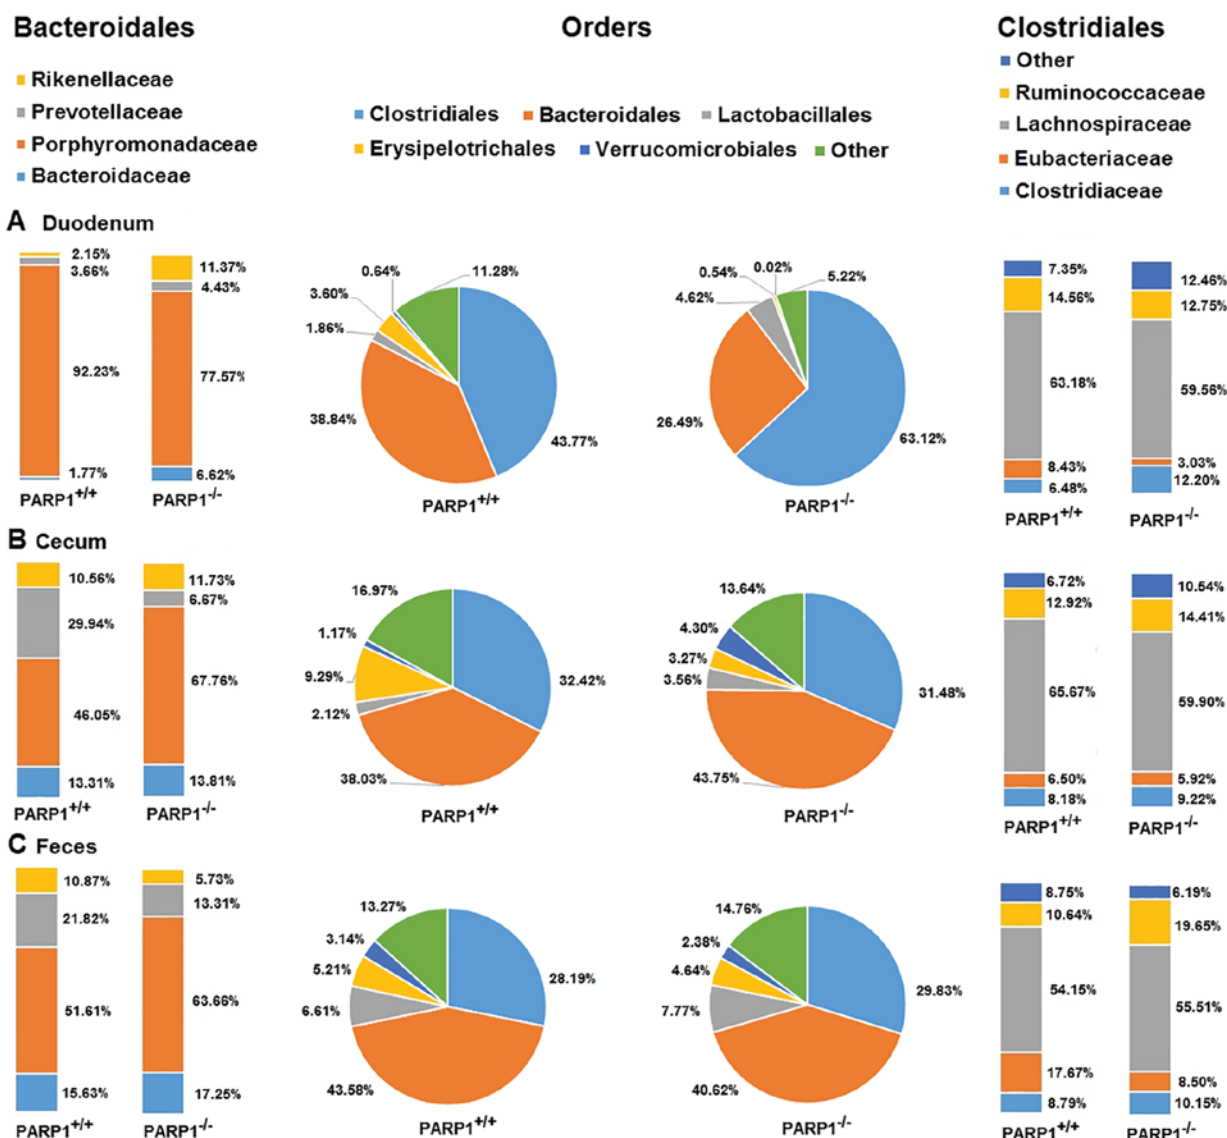 Bacteroidales
Rikenellaceae
Prevotellaceae
Porphyromonadaceae
Bacteroidaceae
Orders
Clostridiales Bacteroidales Lactobacillales
Erysipelotrichales Verrucomicrobiales Other
Clostridiales
Other
Ruminococcaceae
Lachnospiraceae
Eubacteriaceae
Clostridiaceae
A Duodenum
2.15%
3.66%
92.23%
1.77%
PARP1+/+
11.37%
4.43%
77.57%
6.62%
PARP1-/-
0.64%
11.28%
3.60%
1.86%
38.84%
43.77%
PARP1+/+
0.54%
0.02%
5.22%
4.62%
26.49%
63.12%
PARP1-/-
7.35%
14.56%
63.18%
8.43%
6.48%
PARP1+/+
12.46%
12.75%
59.56%
3.03%
12.20%
PARP1-/-
B Cecum
10.56%
29.94%
46.05%
13.31%
PARP1+/+
11.73%
6.67%
67.76%
13.81%
PARP1-/-
16.97%
1.17%
9.29%
2.12%
38.03%
32.42%
PARP1+/+
13.64%
4.30%
3.27%
3.56%
43.75%
31.48%
PARP1-/-
6.72%
12.92%
65.67%
6.50%
8.18%
PARP1+/+
10.54%
14.41%
59.90%
5.92%
9.22%
PARP1-/-
C Feces
10.87%
21.82%
51.61%
15.63%
PARP1+/+
5.73%
13.31%
63.66%
17.25%
PARP1-/-
13.27%
3.14%
5.21%
6.61%
43.58%
28.19%
PARP1+/+
14.76%
2.38%
4.64%
7.77%
40.62%
29.83%
PARP1-/-
8.75%
10.64%
54.15%
17.67%
8.79%
PARP1+/+
6.19%
19.65%
55.51%
8.50%
10.15%
PARP1-/-